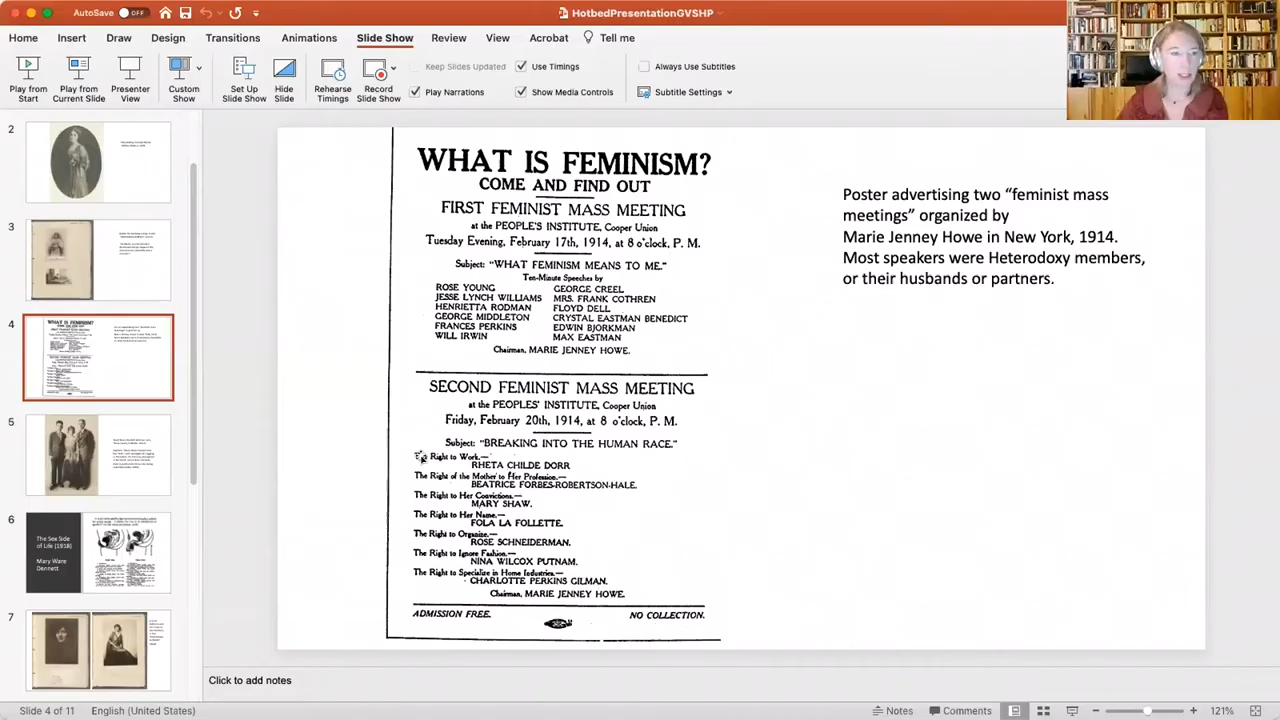 AutoSave OFF
HotbedPresentationGVSHP
Home Insert Draw Design Transitions Animations Slide Show Review View Acrobat Tell me
Play from Start
Play from Current Slide
Presenter View
Custom Show
Set Up Slide Show
Hide Slide
Rehearse Timings
Record Slide Show
Keep Slides Updated
Use Timings
Play Narrations
Show Media Controls
Always Use Subtitles
Subtitle Settings
2
3
4
5
6
The Sex Side
of Life (1918)
Mary Ware
Dennett
7
WHAT IS FEMINISM?
COME AND FIND OUT
FIRST FEMINIST MASS MEETING
at the PEOPLE'S INSTITUTE, Cooper Union
Tuesday Evening, February 17th, 1914, at 8 o'clock, P. M.
Subject: "WHAT FEMINISM MEANS TO ME."
Ten-Minute Speeches by
ROSE YOUNG GEORGE CREEL
JESSE LYNCH WILLIAMS MRS. FRANK COTHREN
HENRIETTA RODMAN FLOYD DELL
GEORGE MIDDLETON CRYSTAL EASTMAN BENEDICT
FRANCES PERKINS EDWIN BJORKMAN
WILL IRWIN MAX EASTMAN
Chairman, MARIE JENNEY HOWE.
SECOND FEMINIST MASS MEETING
at the PEOPLES' INSTITUTE, Cooper Union
Friday, February 20th, 1914, at 8 o'clock, P. M.
Subject: "BREAKING INTO THE HUMAN RACE."
Right to Work.—
RHETA CHILDE DORR
The Right of the Mother to Her Profession.—
BEATRICE FORBES-ROBERTSON-HALE.
The Right to Her Convictions.—
MARY SHAW.
The Right to Her Name.—
FOLA LA FOLLETTE.
The Right to Organize.—
ROSE SCHNEIDERMAN.
The Right to Ignore Fashion.—
NINA WILCOX PUTNAM.
The Right to Specialize in Home Industries.—
CHARLOTTE PERKINS GILMAN.
Chairman, MARIE JENNEY HOWE.
ADMISSION FREE. NO COLLECTION.
Poster advertising two “feminist mass
meetings” organized by
Marie Jenney Howe in New York, 1914.
Most speakers were Heterodoxy members,
or their husbands or partners.
Click to add notes
Slide 4 of 11 English (United States) Notes Comments 121%